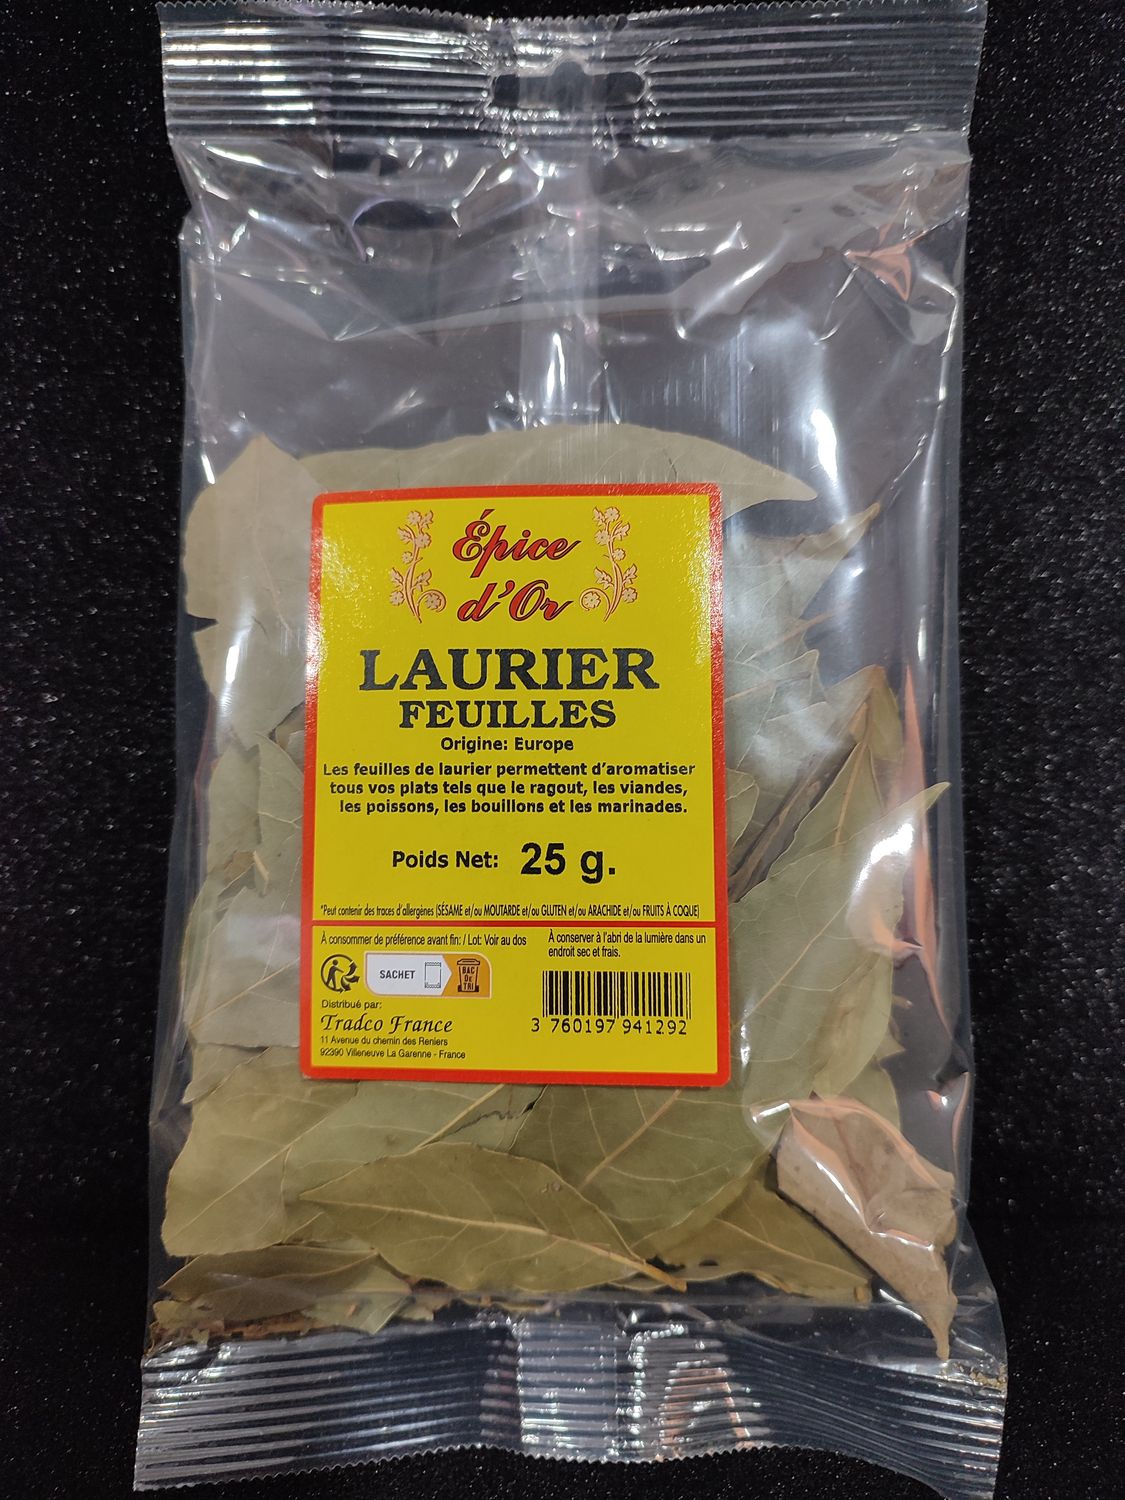 Épice
d'Or
LAURIER
FEUILLES
Origine: Europe
Les feuilles de laurier permettent d'aromatiser
tous vos plats tels que le ragout, les viandes,
les poissons, les bouillons et les marinades.
Poids Net: 25 g.
*Peut contenir des traces d'allergènes (SÉSAME et/ou MOUTARDE et/ou GLUTEN et/ou ARACHIDE et/ou FRUITS À COQUE)
À consommer de préférence avant fin: / Lot: Voir au dos
À conserver à l'abri de la lumière dans un
endroit sec et frais.
SACHET
BAC
DE
TRI
Distribué par:
Tradco France
11 Avenue du chemin des Reniers
92390 Villeneuve La Garenne - France
3 760197 941292